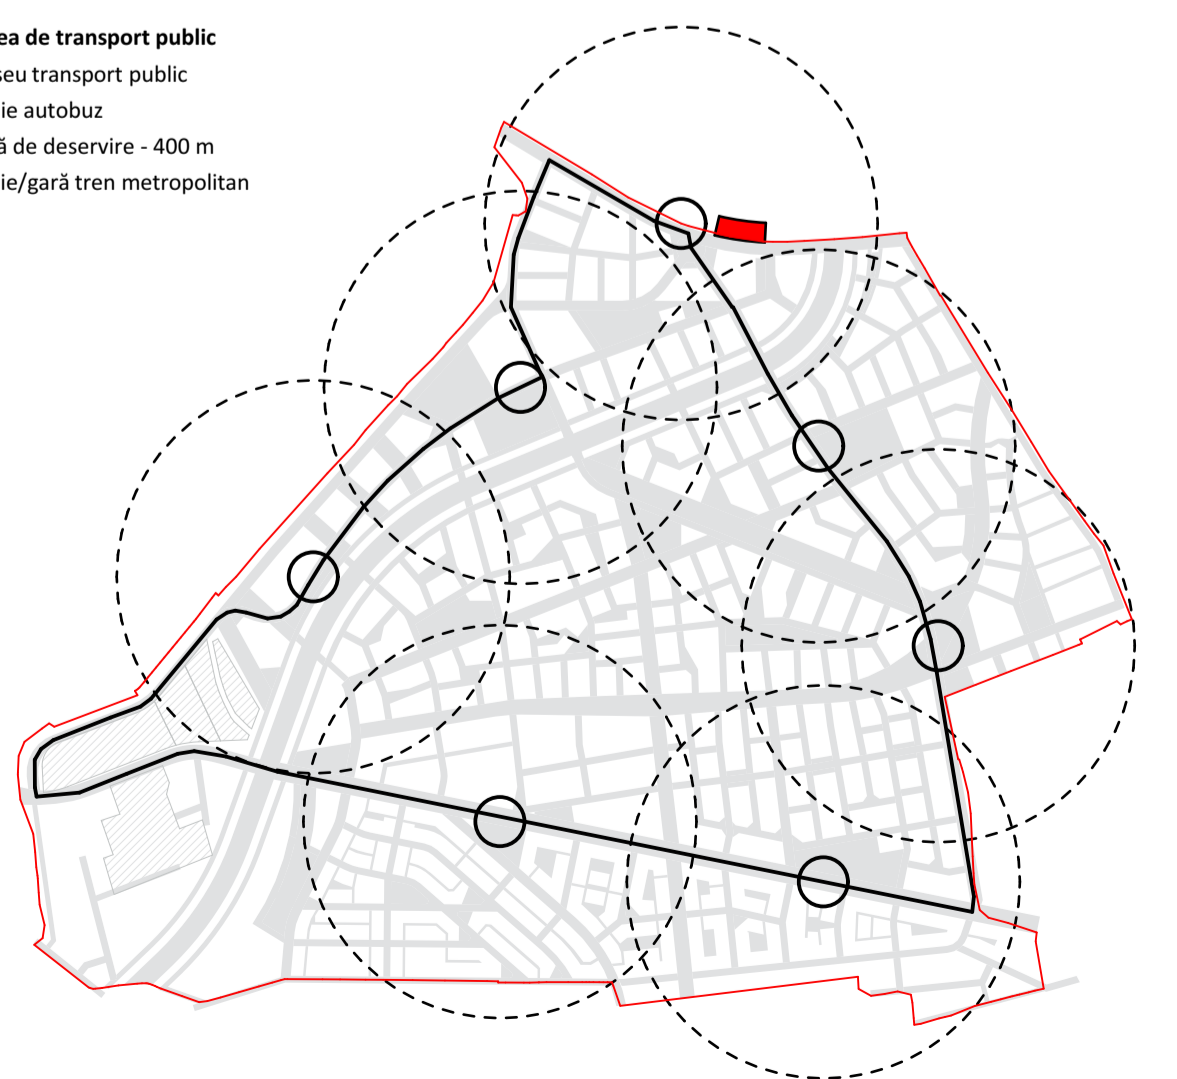 ea de transport public
seu transport public
ie autobuz
ă de deservire - 400 m
ie/gară tren metropolitan